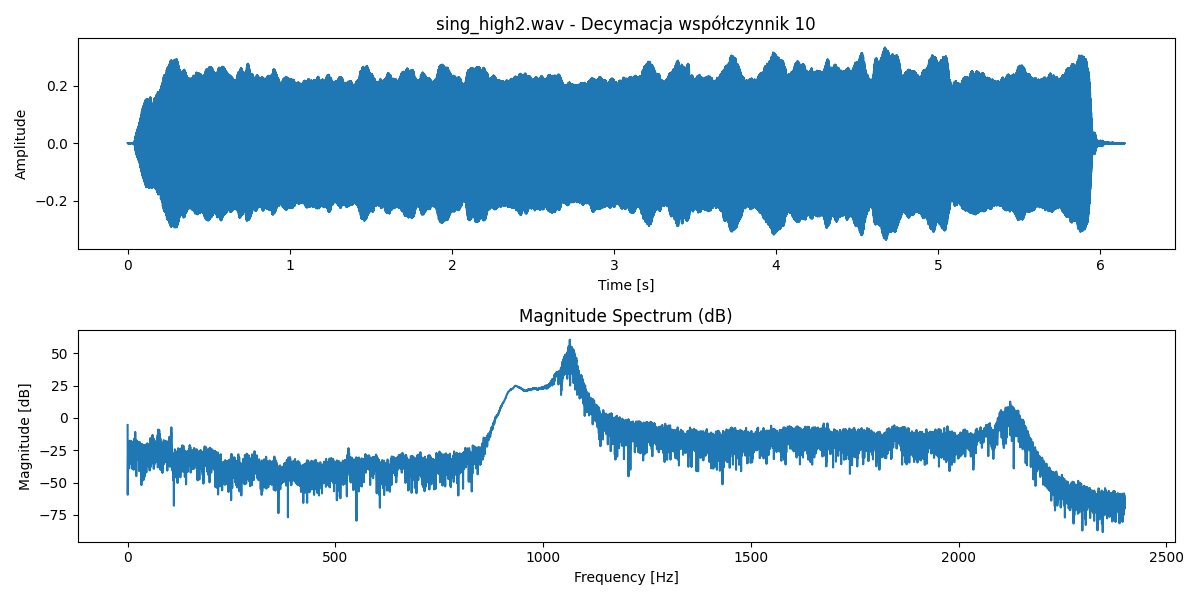 sing_high2.wav - Decymacja współczynnik 10
0.2
0.0
−0.2
Amplitude
0 1 2 3 4 5 6
Time [s]
Magnitude Spectrum (dB)
50
25
0
−25
−50
−75
Magnitude [dB]
0 500 1000 1500 2000 2500
Frequency [Hz]